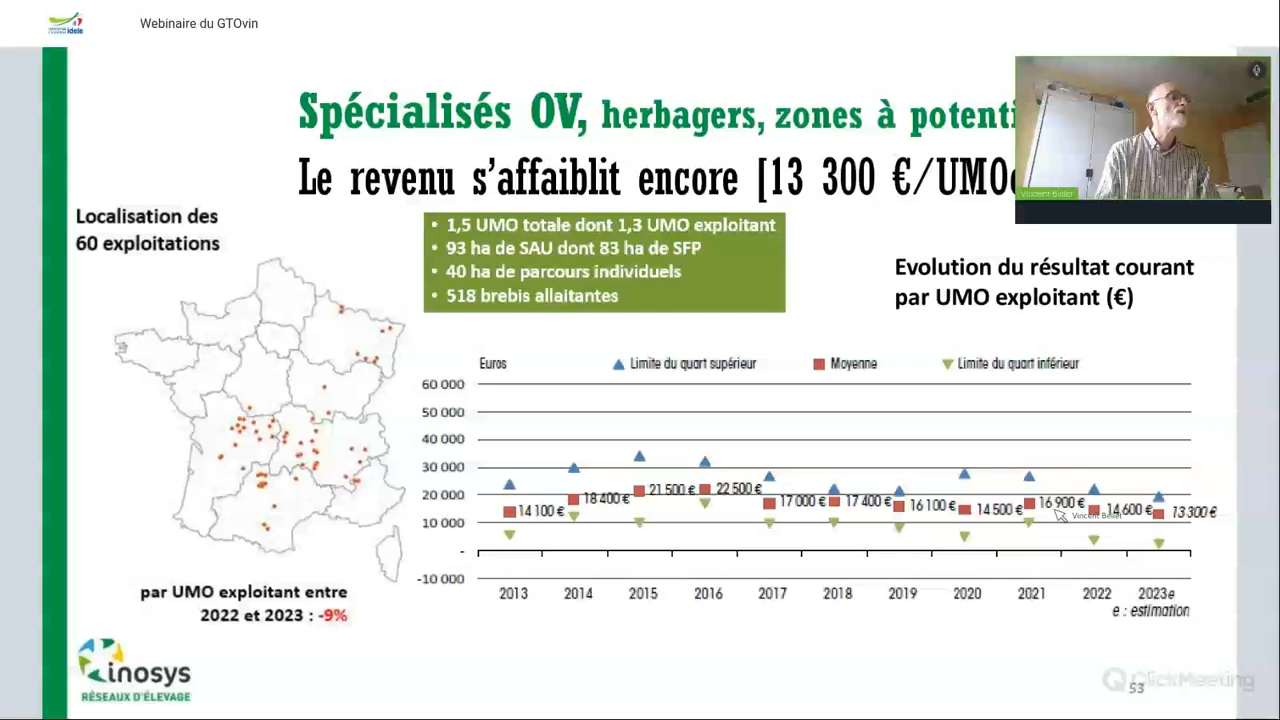 idele
Webinaire du GTOvin
Spécialisés OV, herbagers, zones à potenti
Le revenu s'affaiblit encore [13 300 €/UMO
Vincent Bellet
Localisation des
60 exploitations
• 1,5 UMO totale dont 1,3 UMO exploitant
• 93 ha de SAU dont 83 ha de SFP
• 40 ha de parcours individuels
• 518 brebis allaitantes
Evolution du résultat courant
par UMO exploitant (€)
Euros
Limite du quart supérieur
Moyenne
Limite du quart inférieur
60 000
50 000
40 000
30 000
20 000
10 000
-
-10 000
14 100 €
18 400 €
21 500 €
22 500 €
17 000 €
17 400 €
16 100 €
14 500 €
16 900 €
14 600 €
13 300 €
Vincent Bellet
2013 2014 2015 2016 2017 2018 2019 2020 2021 2022 2023e
e : estimation
par UMO exploitant entre
2022 et 2023 : -9%
inosys
RÉSEAUX D'ÉLEVAGE
ClickMeeting
53